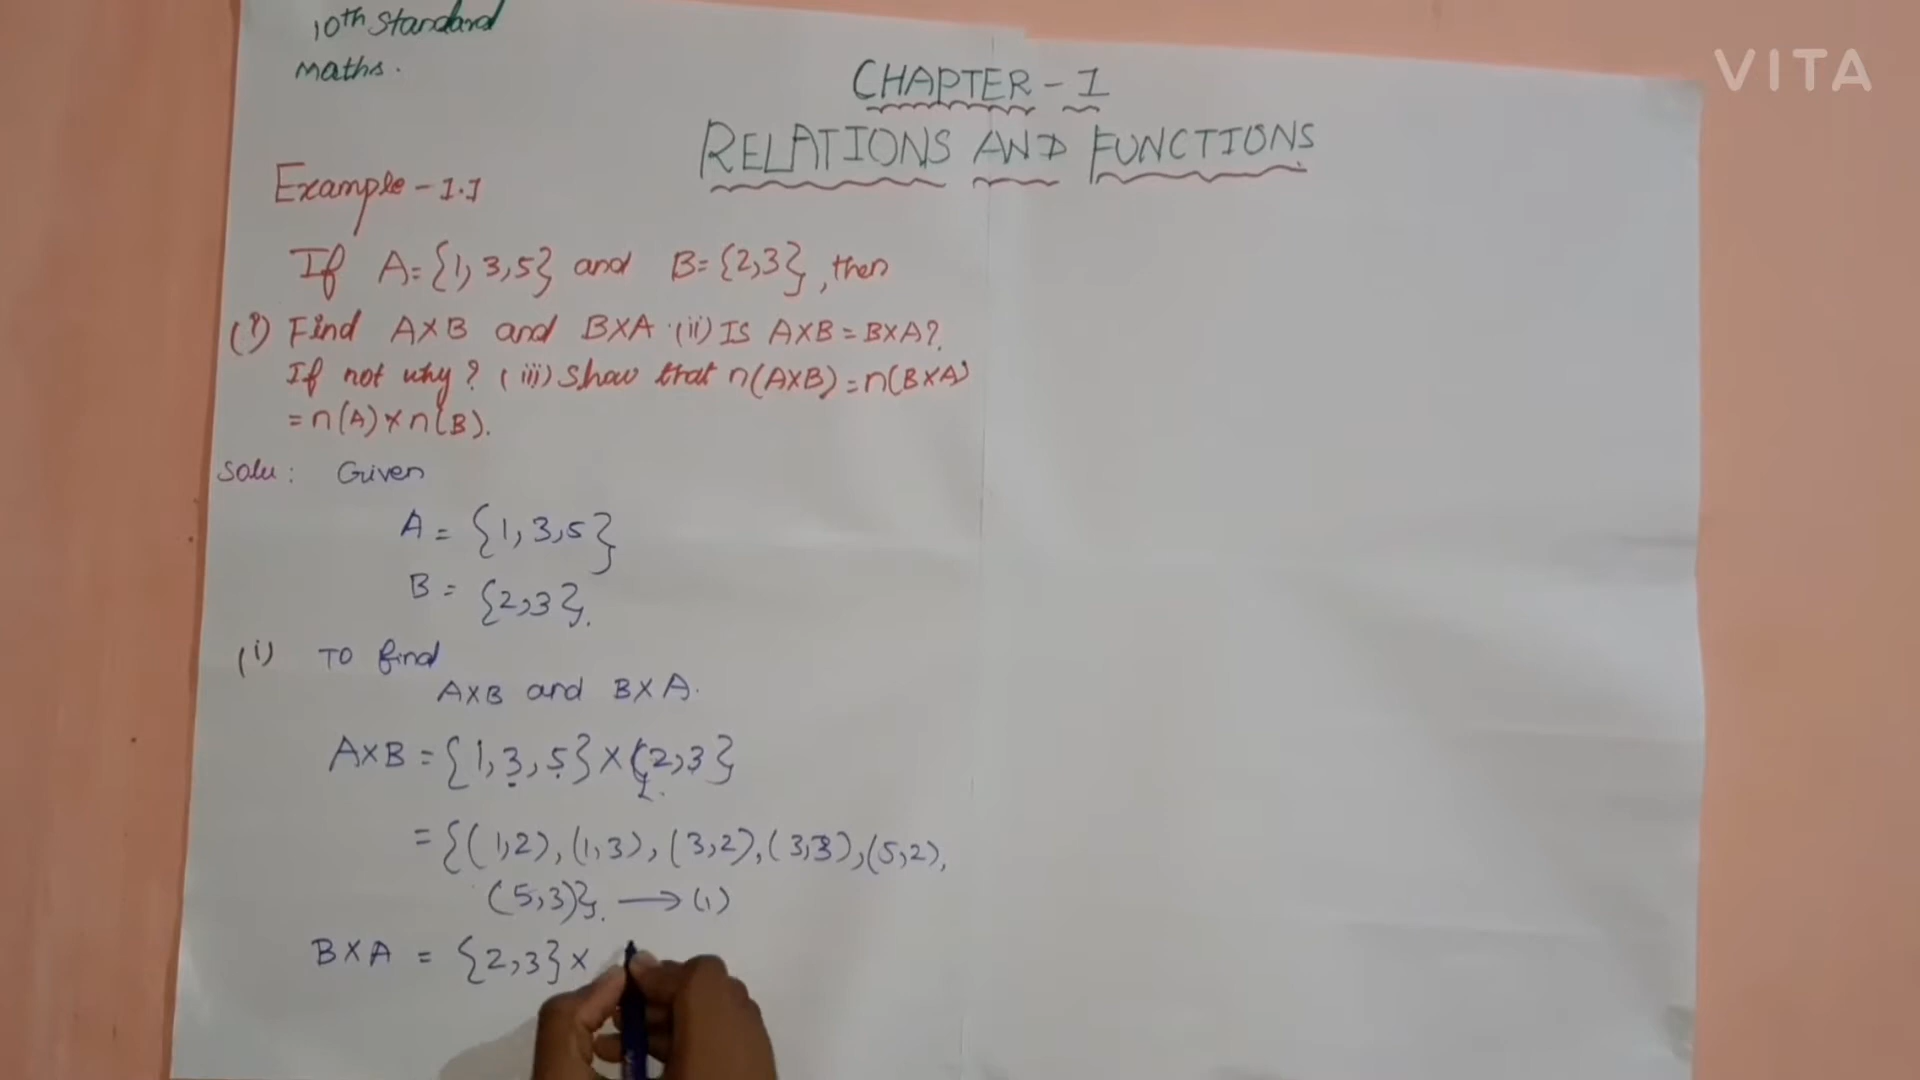 10th Standard
Maths.
VITA
CHAPTER - I
RELATIONS AND FUNCTIONS
Example - 1.1
If A = {1, 3, 5} and B = {2, 3}, then
(i) Find A×B and B×A. (ii) Is A×B = B×A?
If not why? (iii) Show that n(A×B) = n(B×A)
= n(A) × n(B).
Solu: Given
A = {1, 3, 5}
B = {2, 3}.
(i) To find
A×B and B×A.
A×B = {1, 3, 5} × {2, 3}
= {(1,2), (1,3), (3,2), (3,3), (5,2),
(5,3)}. → (1)
B×A = {2, 3} ×